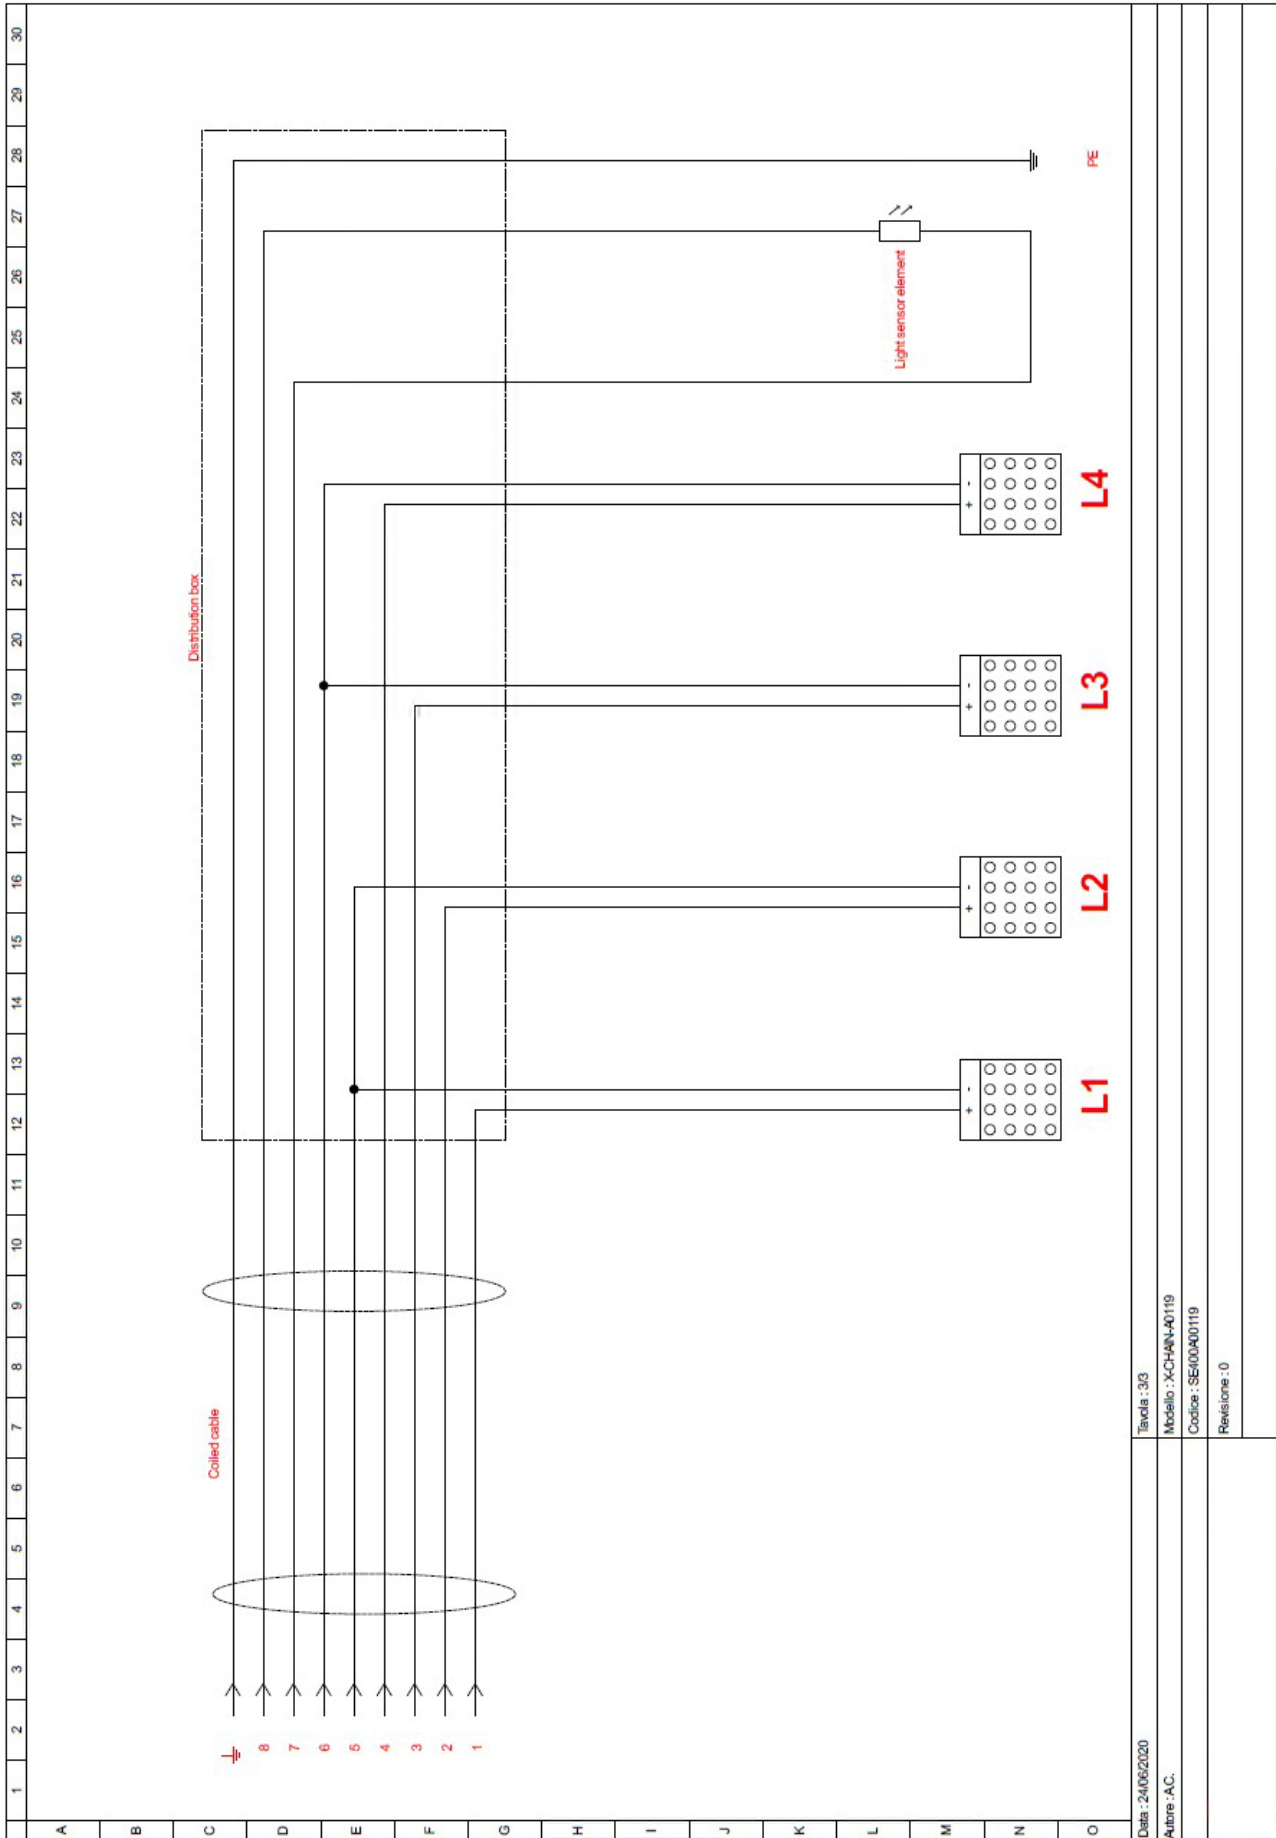 1 2 3 4 5 6 7 8 9 10 11 12 13 14 15 16 17 18 19 20 21 22 23 24 25 26 27 28 29 30
A
B
C
D
E
F
G
H
I
J
K
L
M
N
O
Distribution box
Coiled cable
8
7
6
5
4
3
2
1
Light sensor element
+ -
+ -
+ -
+ -
L1 L2 L3 L4 PE
Data : 24/06/2020
Autore : A.C.
Tavola : 3/3
Modello : X-CHAIN-A0119
Codice : SE400A00119
Revisione : 0